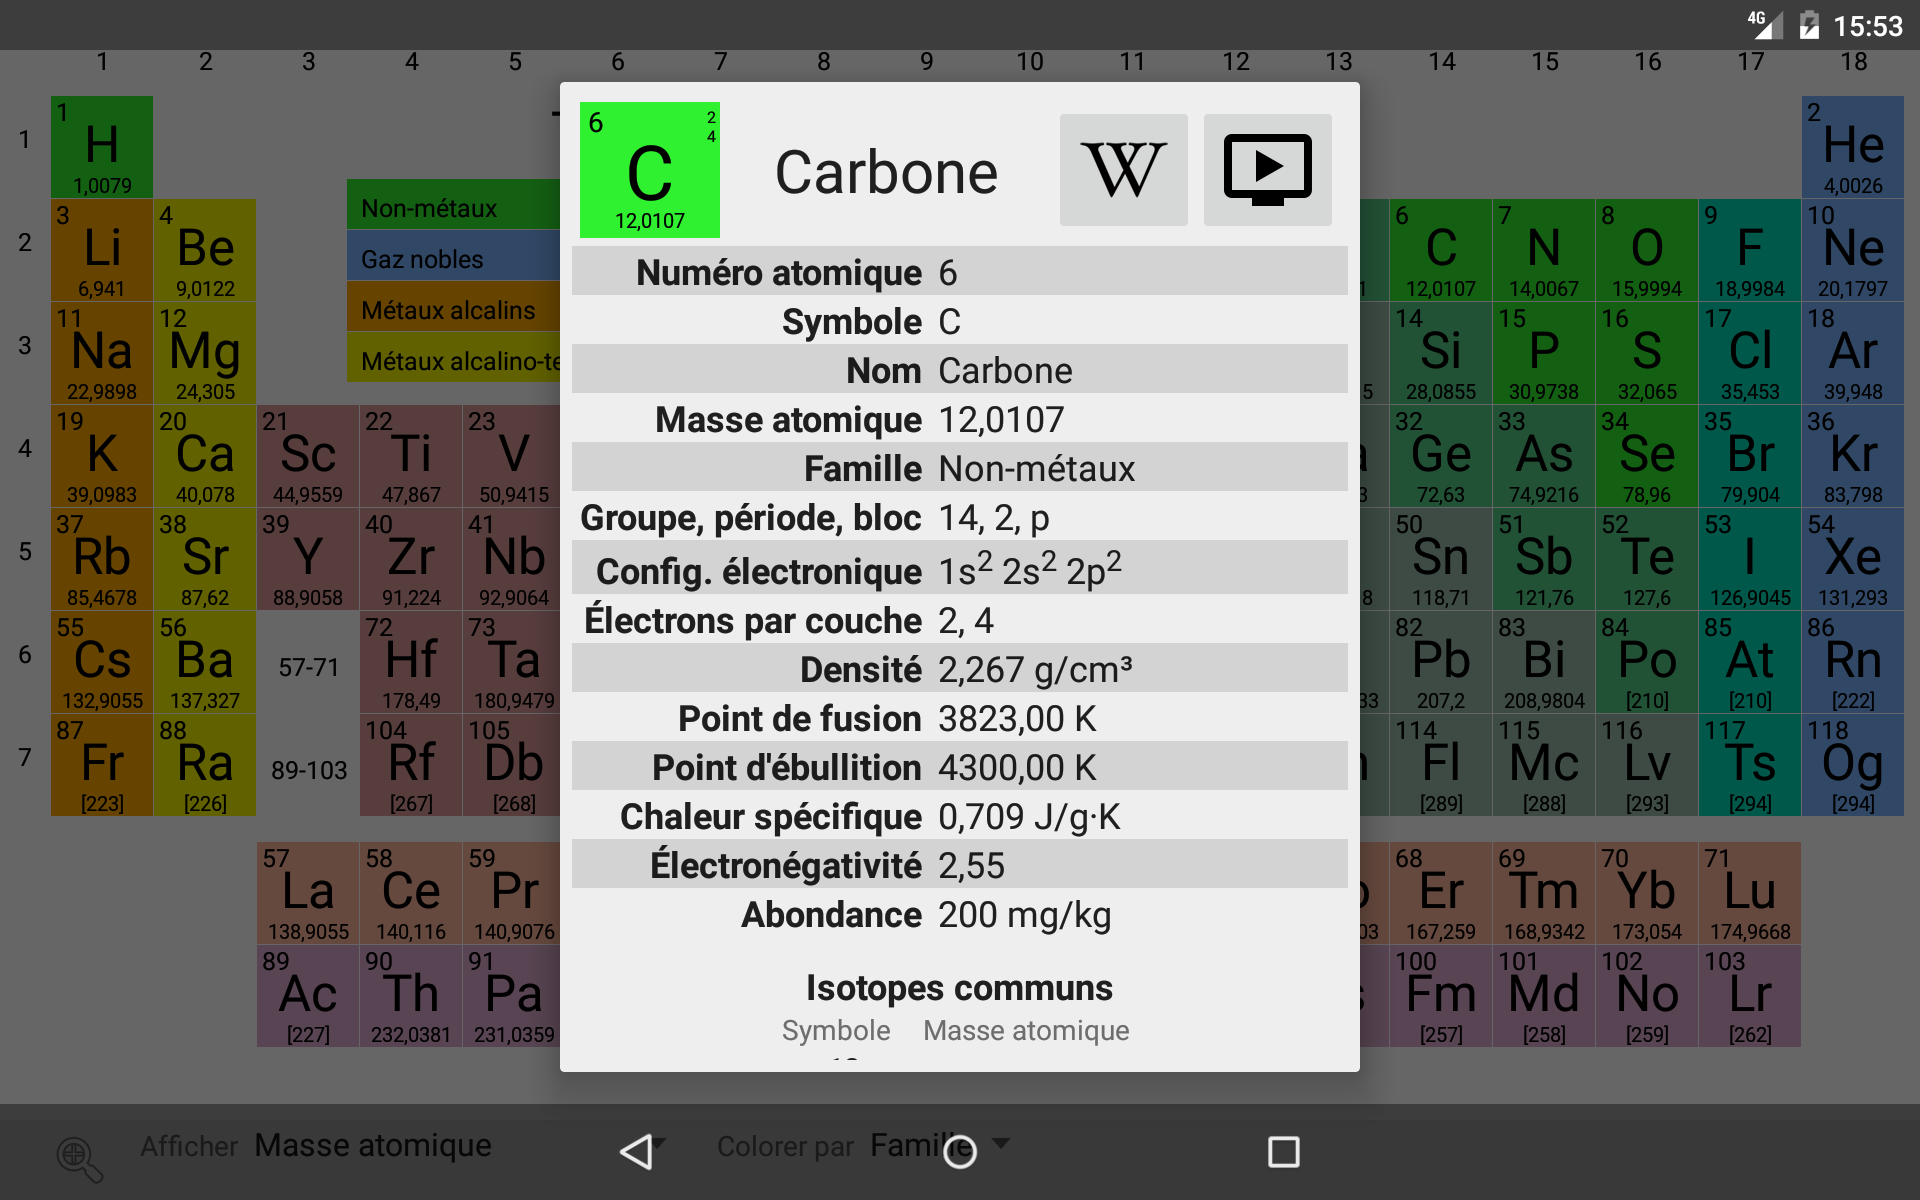 4G 15:53
1 2 3 4 5 6 7 8 9 10 11 12 13 14 15 16 17 18
1
1 H 1,0079
2 He 4,0026
2
3 Li 6,941
4 Be 9,0122
6 C 12,0107
7 N 14,0067
8 O 15,9994
9 F 18,9984
10 Ne 20,1797
3
11 Na 22,9898
12 Mg 24,305
14 Si 28,0855
15 P 30,9738
16 S 32,065
17 Cl 35,453
18 Ar 39,948
Non-métaux
Gaz nobles
Métaux alcalins
Métaux alcalino-te
4
19 K 39,0983
20 Ca 40,078
21 Sc 44,9559
22 Ti 47,867
23 V 50,9415
32 Ge 72,63
33 As 74,9216
34 Se 78,96
35 Br 79,904
36 Kr 83,798
5
37 Rb 85,4678
38 Sr 87,62
39 Y 88,9058
40 Zr 91,224
41 Nb 92,9064
50 Sn 118,71
51 Sb 121,76
52 Te 127,6
53 I 126,9045
54 Xe 131,293
6
55 Cs 132,9055
56 Ba 137,327
57-71
72 Hf 178,49
73 Ta 180,9479
82 Pb 207,2
83 Bi 208,9804
84 Po [210]
85 At [210]
86 Rn [222]
7
87 Fr [223]
88 Ra [226]
89-103
104 Rf [267]
105 Db [268]
114 Fl [289]
115 Mc [288]
116 Lv [293]
117 Ts [294]
118 Og [294]
57 La 138,9055
58 Ce 140,116
59 Pr 140,9076
68 Er 167,259
69 Tm 168,9342
70 Yb 173,054
71 Lu 174,9668
89 Ac [227]
90 Th 232,0381
91 Pa 231,0359
100 Fm [257]
101 Md [258]
102 No [259]
103 Lr [262]
6 2
4
C
12,0107
Carbone W
Numéro atomique 6
Symbole C
Nom Carbone
Masse atomique 12,0107
Famille Non-métaux
Groupe, période, bloc 14, 2, p
Config. électronique 1s² 2s² 2p²
Électrons par couche 2, 4
Densité 2,267 g/cm³
Point de fusion 3823,00 K
Point d'ébullition 4300,00 K
Chaleur spécifique 0,709 J/g·K
Électronégativité 2,55
Abondance 200 mg/kg
Isotopes communs
Symbole Masse atomique
Afficher Masse atomique Colorer par Famille